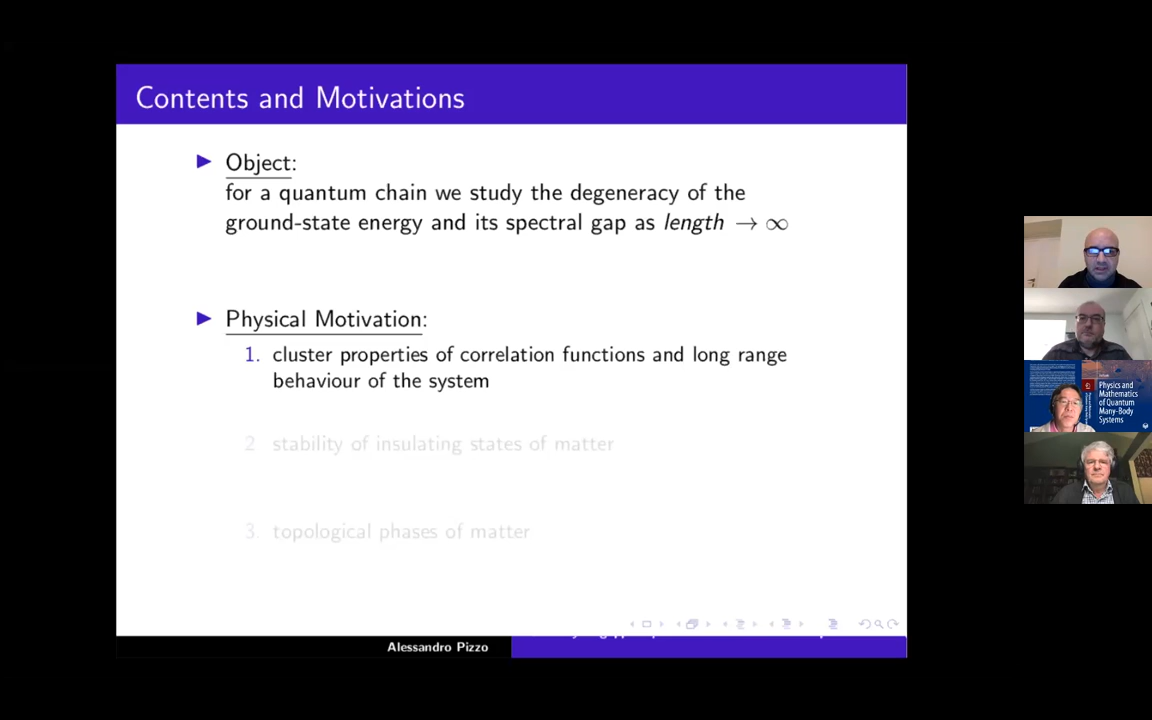 Contents and Motivations
▶ Object:
for a quantum chain we study the degeneracy of the
ground-state energy and its spectral gap as length → ∞
▶ Physical Motivation:
1. cluster properties of correlation functions and long range
behaviour of the system
2 stability of insulating states of matter
3. topological phases of matter
Alessandro Pizzo
Physics and
Mathematics
of Quantum
Many-Body
Systems